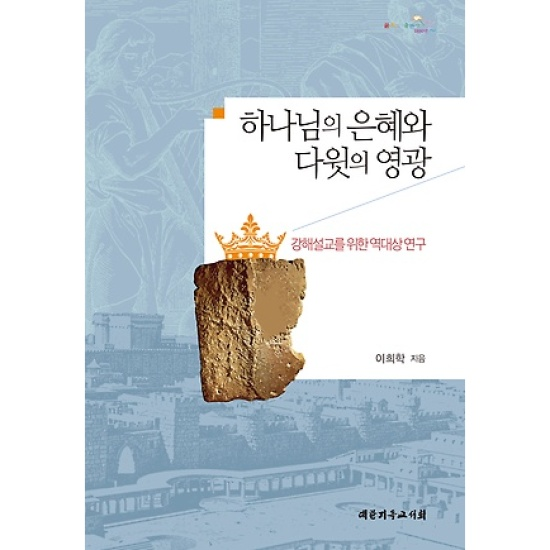 하나님의 은혜와
다윗의 영광
강해설교를 위한 역대상 연구
이희학 지음
대한기독교서회